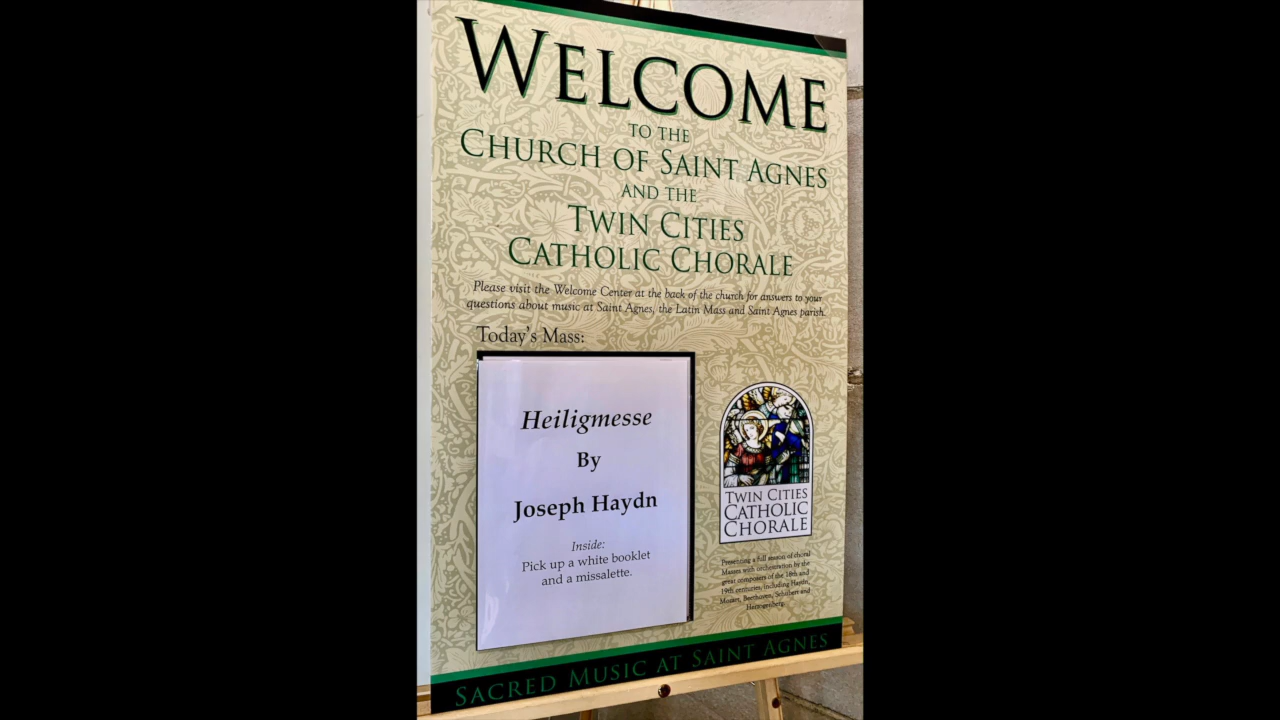 WELCOME
TO THE
CHURCH OF SAINT AGNES
AND THE
TWIN CITIES
CATHOLIC CHORALE
Please visit the Welcome Center at the back of the church for answers to your
questions about music at Saint Agnes, the Latin Mass and Saint Agnes parish.
Today's Mass:
Heiligmesse
By
Joseph Haydn
Inside:
Pick up a white booklet
and a missalette.
TWIN CITIES
CATHOLIC
CHORALE
Presenting a full season of choral
Masses with orchestration by the
great composers of the 18th and
19th centuries, including Haydn,
Mozart, Beethoven, Schubert and
Herzogenberg.
SACRED MUSIC AT SAINT AGNES